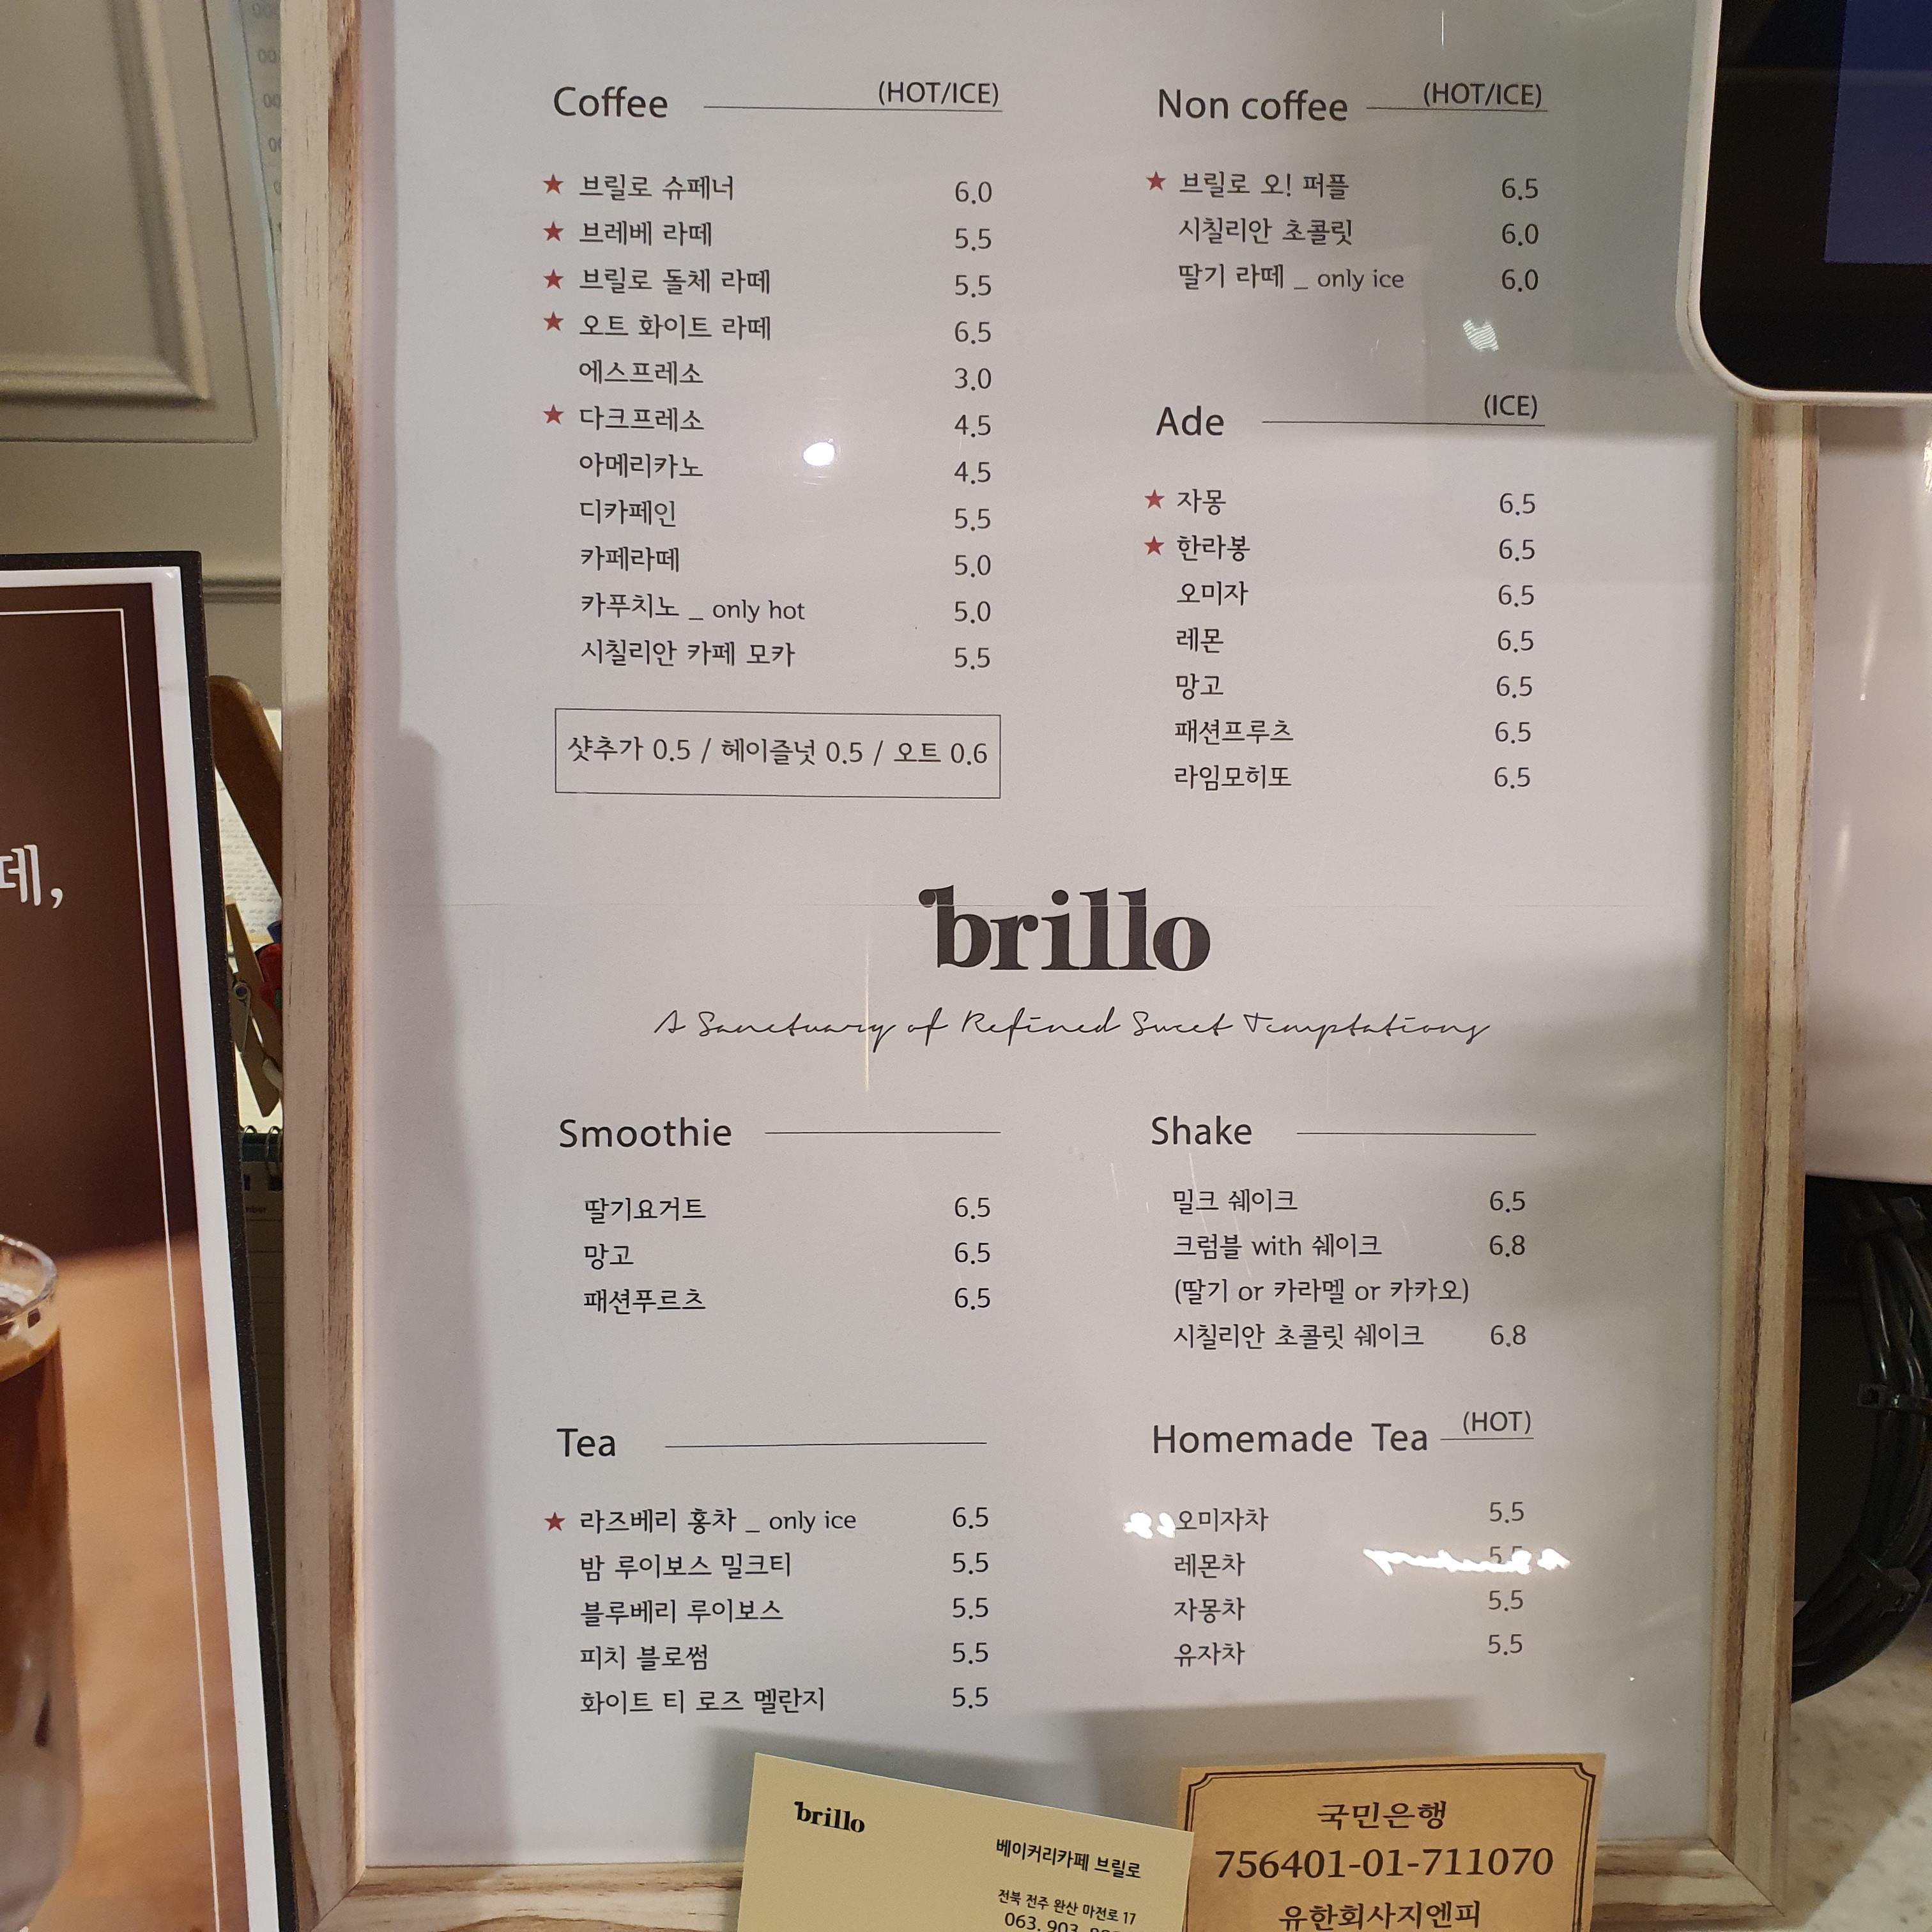 Coffee (HOT/ICE)
★ 브릴로 슈페너 6.0
★ 브레베 라떼 5.5
★ 브릴로 돌체 라떼 5.5
★ 오트 화이트 라떼 6.5
에스프레소 3.0
★ 다크프레소 4.5
아메리카노 4.5
디카페인 5.5
카페라떼 5.0
카푸치노 _ only hot 5.0
시칠리안 카페 모카 5.5
샷추가 0.5 / 헤이즐넛 0.5 / 오트 0.6
Non coffee (HOT/ICE)
★ 브릴로 오! 퍼플 6.5
시칠리안 초콜릿 6.0
딸기 라떼 _ only ice 6.0
Ade (ICE)
★ 자몽 6.5
★ 한라봉 6.5
오미자 6.5
레몬 6.5
망고 6.5
패션프루츠 6.5
라임모히또 6.5
brillo
A Sanctuary of Refined Sweet Temptations
Smoothie
딸기요거트 6.5
망고 6.5
패션푸르츠 6.5
Shake
밀크 쉐이크 6.5
크럼블 with 쉐이크 6.8
(딸기 or 카라멜 or 카카오)
시칠리안 초콜릿 쉐이크 6.8
Tea
★ 라즈베리 홍차 _ only ice 6.5
밤 루이보스 밀크티 5.5
블루베리 루이보스 5.5
피치 블로썸 5.5
화이트 티 로즈 멜란지 5.5
Homemade Tea (HOT)
오미자차 5.5
레몬차
자몽차 5.5
유자차 5.5
brillo
베이커리카페 브릴로
전북 전주 완산 마전로 17
063. 903.
국민은행
756401-01-711070
유한회사지엔피